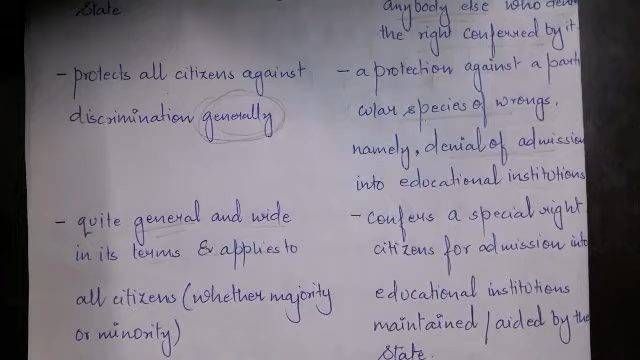 State
- protects all citizens against
discrimination generally
- quite general and wide
in its terms & applies to
all citizens (whether majority
or minority)
anybody else who
the right conferred by it.
- a protection against a parti
cular species of wrongs,
namely, denial of admission
into educational institutions
- confers a special right
citizens for admission into
educational institutions
maintained / aided by the
State.